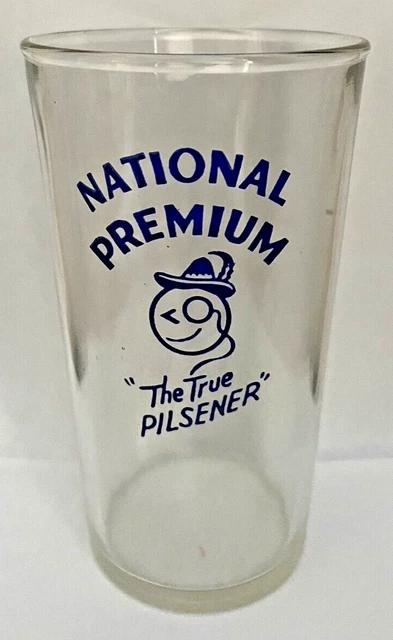 NATIONAL
PREMIUM
"The True
PILSENER"